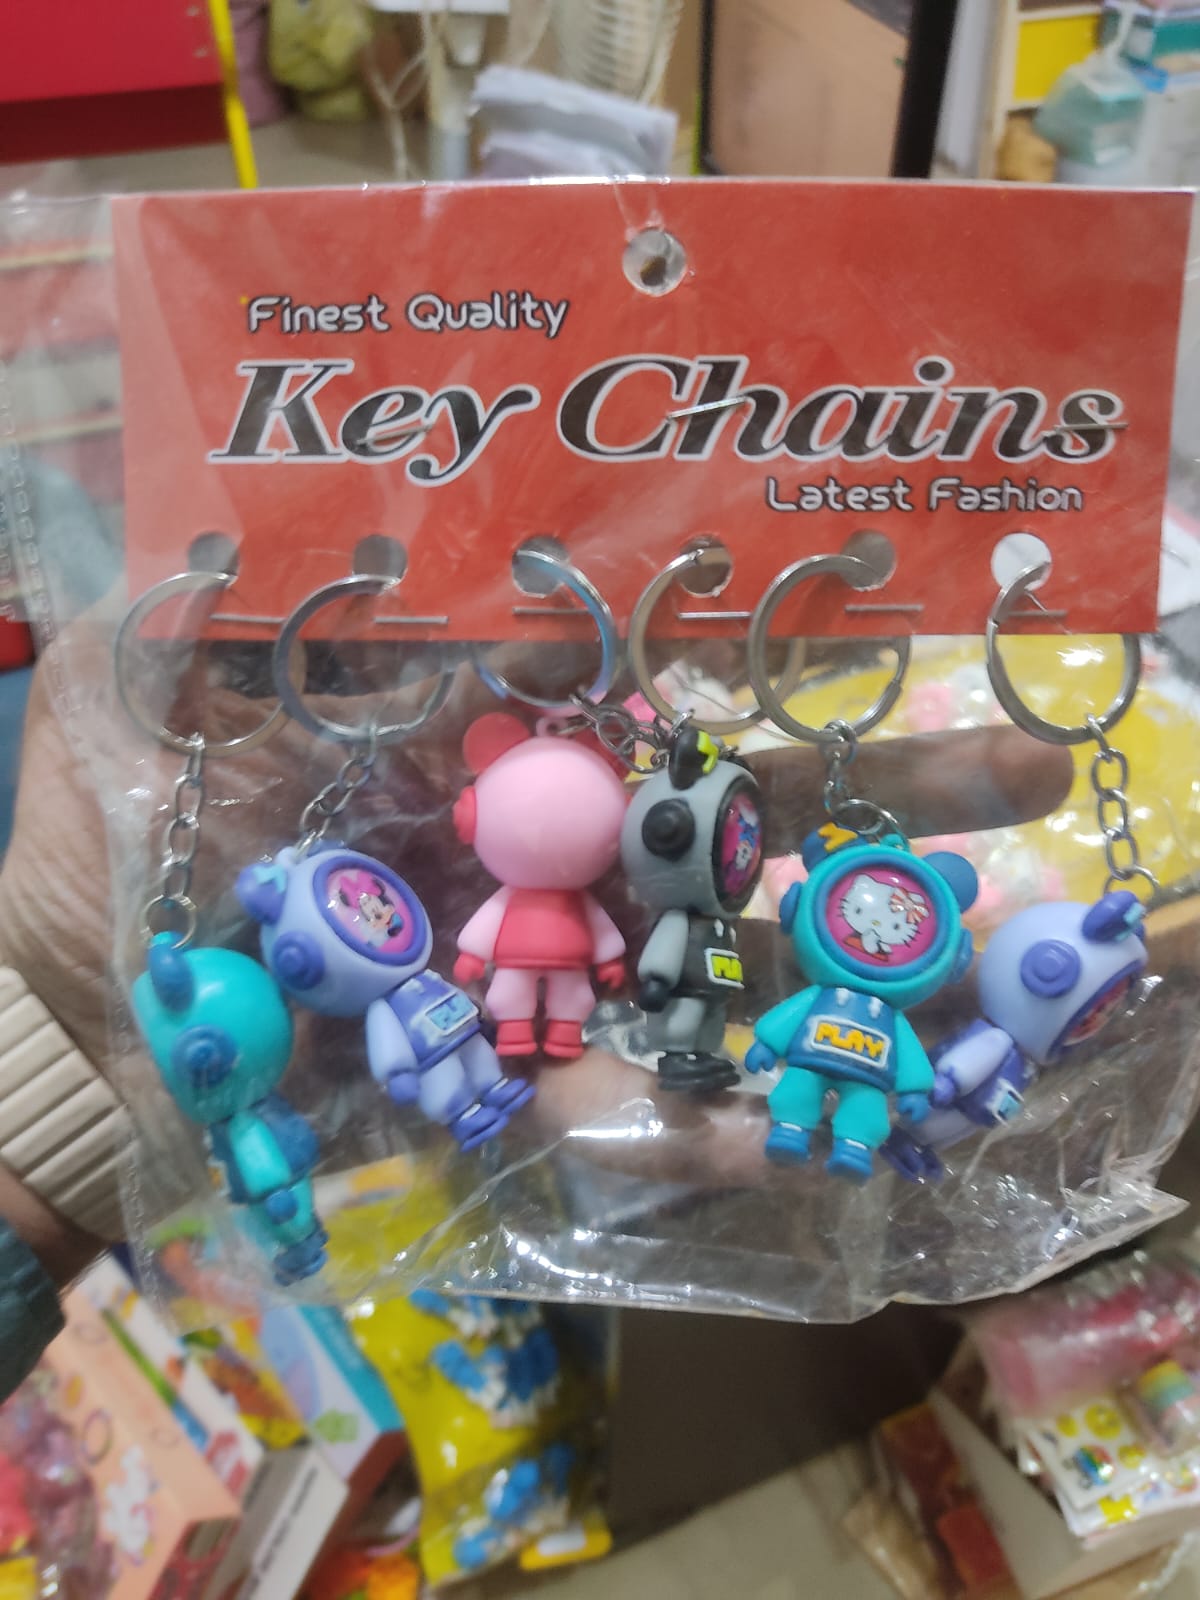 Finest Quality
Key Chains
Latest Fashion
PLAY